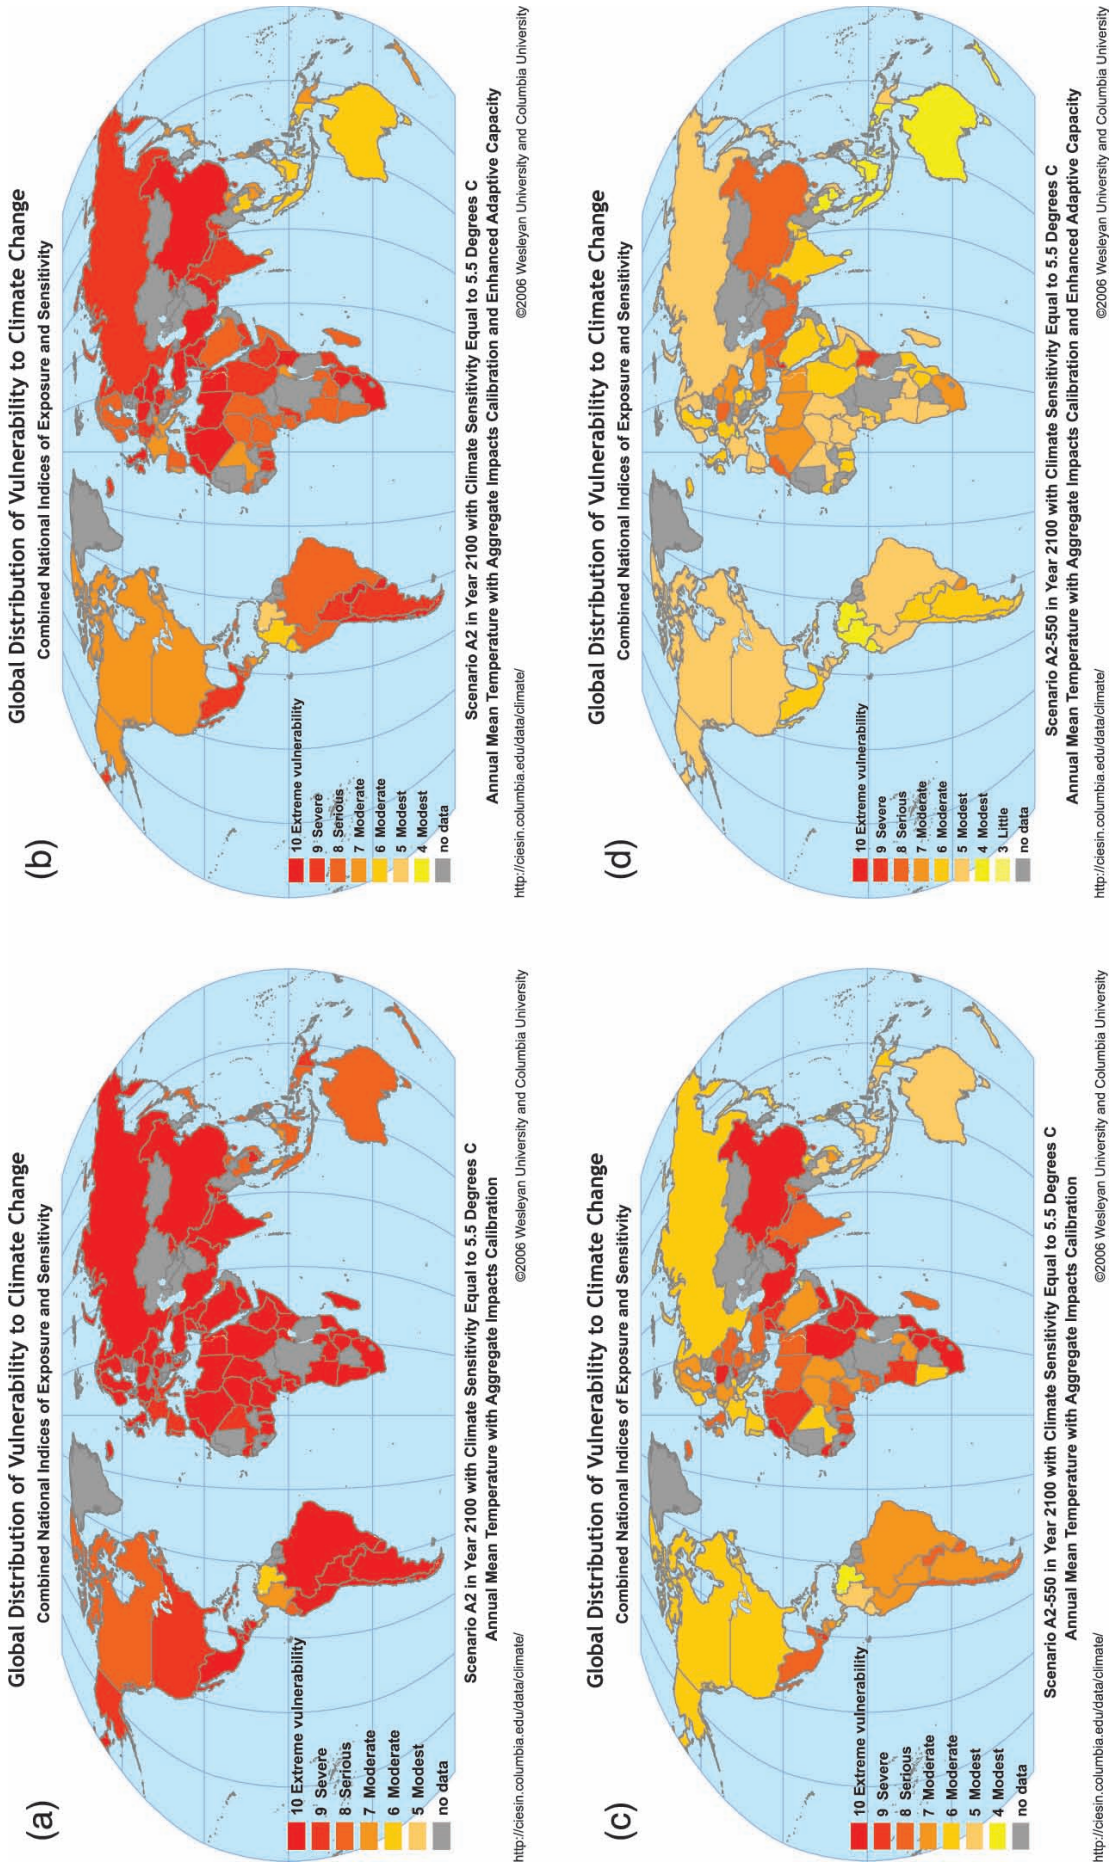 (a)
Global Distribution of Vulnerability to Climate Change
Combined National Indices of Exposure and Sensitivity
10 Extreme vulnerability
9 Severe
8 Serious
7 Moderate
6 Moderate
5 Modest
no data
Scenario A2 in Year 2100 with Climate Sensitivity Equal to 5.5 Degrees C
Annual Mean Temperature with Aggregate Impacts Calibration
http://ciesin.columbia.edu/data/climate/
©2006 Wesleyan University and Columbia University
(b)
Global Distribution of Vulnerability to Climate Change
Combined National Indices of Exposure and Sensitivity
10 Extreme vulnerability
9 Severe
8 Serious
7 Moderate
6 Moderate
5 Modest
4 Modest
no data
Scenario A2 in Year 2100 with Climate Sensitivity Equal to 5.5 Degrees C
Annual Mean Temperature with Aggregate Impacts Calibration and Enhanced Adaptive Capacity
http://ciesin.columbia.edu/data/climate/
©2006 Wesleyan University and Columbia University
(c)
Global Distribution of Vulnerability to Climate Change
Combined National Indices of Exposure and Sensitivity
10 Extreme vulnerability
9 Severe
8 Serious
7 Moderate
6 Moderate
5 Modest
4 Modest
no data
Scenario A2-550 in Year 2100 with Climate Sensitivity Equal to 5.5 Degrees C
Annual Mean Temperature with Aggregate Impacts Calibration
http://ciesin.columbia.edu/data/climate/
©2006 Wesleyan University and Columbia University
(d)
Global Distribution of Vulnerability to Climate Change
Combined National Indices of Exposure and Sensitivity
10 Extreme vulnerability
9 Severe
8 Serious
7 Moderate
6 Moderate
5 Modest
4 Modest
3 Little
no data
Scenario A2-550 in Year 2100 with Climate Sensitivity Equal to 5.5 Degrees C
Annual Mean Temperature with Aggregate Impacts Calibration and Enhanced Adaptive Capacity
http://ciesin.columbia.edu/data/climate/
©2006 Wesleyan University and Columbia University